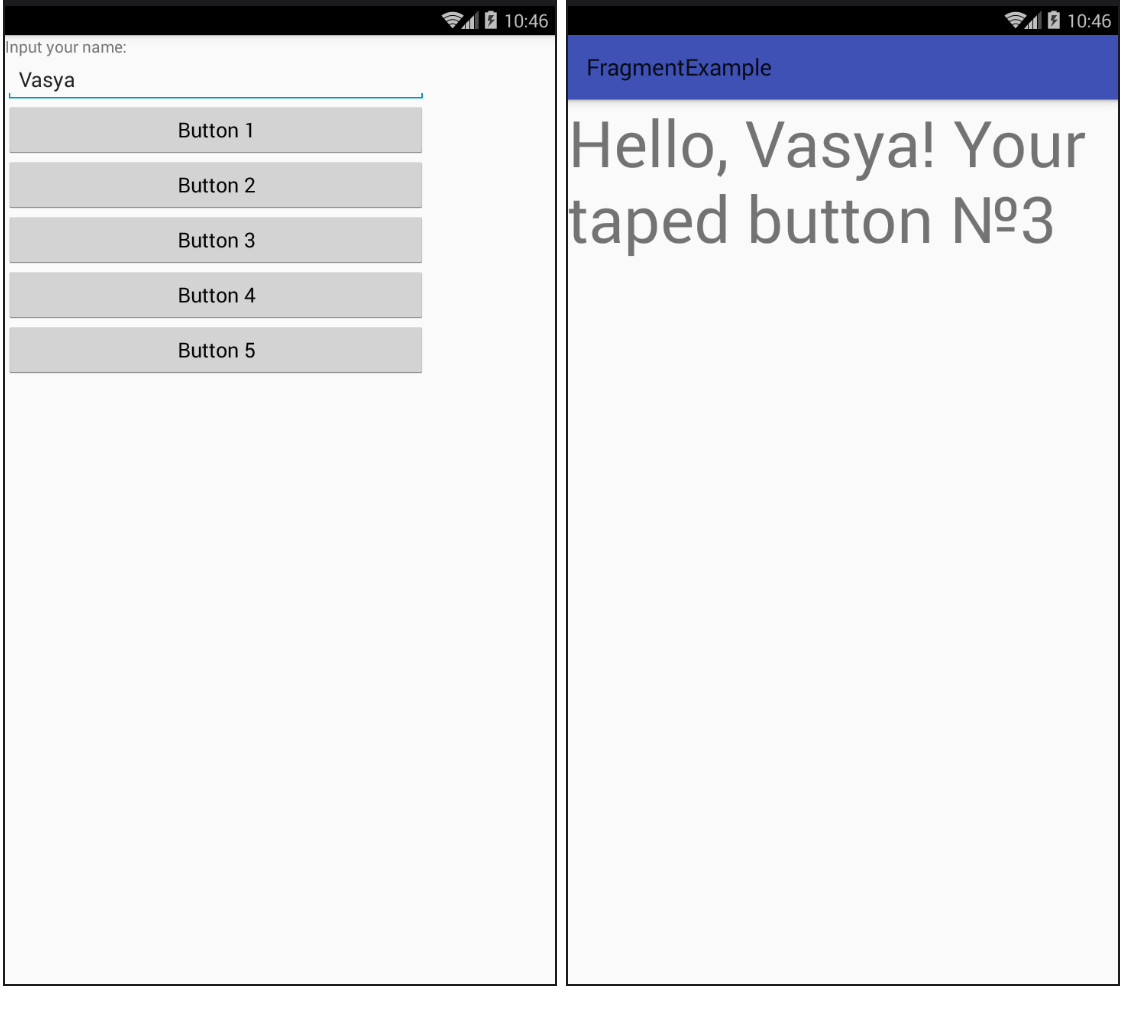 10:46
Input your name:
Vasya
Button 1
Button 2
Button 3
Button 4
Button 5
10:46
FragmentExample
Hello, Vasya! Your
taped button №3